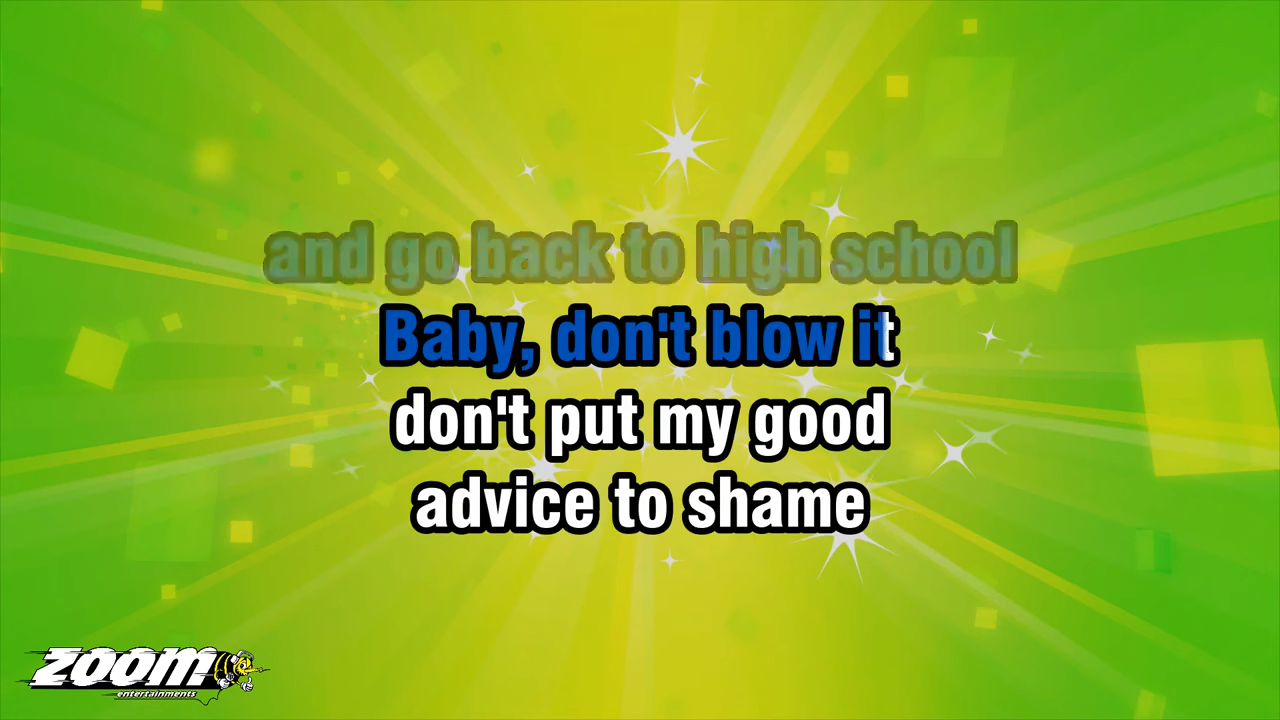 and go back to high school
Baby, don't blow it
don't put my good
advice to shame
ZOOM
entertainments